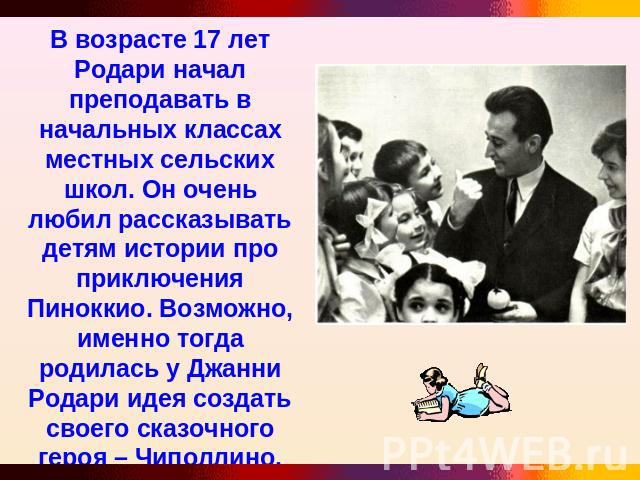 В возрасте 17 лет
Родари начал
преподавать в
начальных классах
местных сельских
школ. Он очень
любил рассказывать
детям истории про
приключения
Пиноккио. Возможно,
именно тогда
родилась у Джанни
Родари идея создать
своего сказочного
героя – Чиполлино.
PPt4WEB.ru